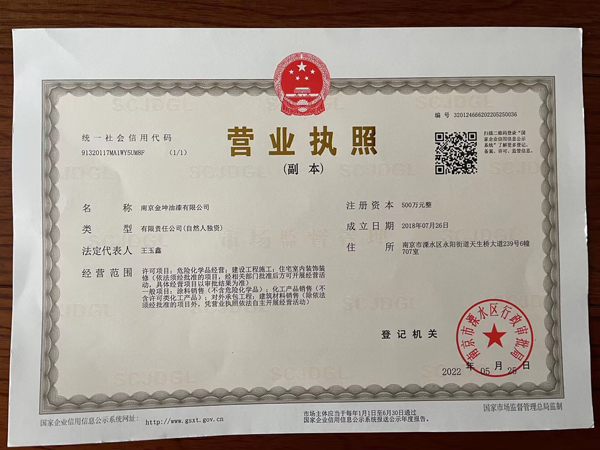 编 号 320124666202205250036
统一社会信用代码
91320117MA1WY5UM8F (1/1)
营业执照
(副 本)
扫描二维码登录"国
家企业信用信息公示
系统"了解更多登记、
备案、许可、监管信息。
名 称 南京金坤油漆有限公司
类 型 有限责任公司(自然人独资)
法定代表人 王玉鑫
经营范围 许可项目：危险化学品经营；建设工程施工；住宅室内装饰装
修（依法须经批准的项目，经相关部门批准后方可开展经营活
动，具体经营项目以审批结果为准）
一般项目：涂料销售（不含危险化学品）；化工产品销售（不
含许可类化工产品）；对外承包工程；建筑材料销售（除依法
须经批准的项目外，凭营业执照依法自主开展经营活动）
注册资本 500万元整
成立日期 2018年07月26日
住 所 南京市溧水区永阳街道天生桥大道239号6幢
707室
登记机关
南京市溧水区行政审批局
2022 年 05 月 25 日
国家企业信用信息公示系统网址：http://www.gsxt.gov.cn
市场主体应当于每年1月1日至6月30日通过
国家企业信用信息公示系统报送公示年度报告。
国家市场监督管理总局监制